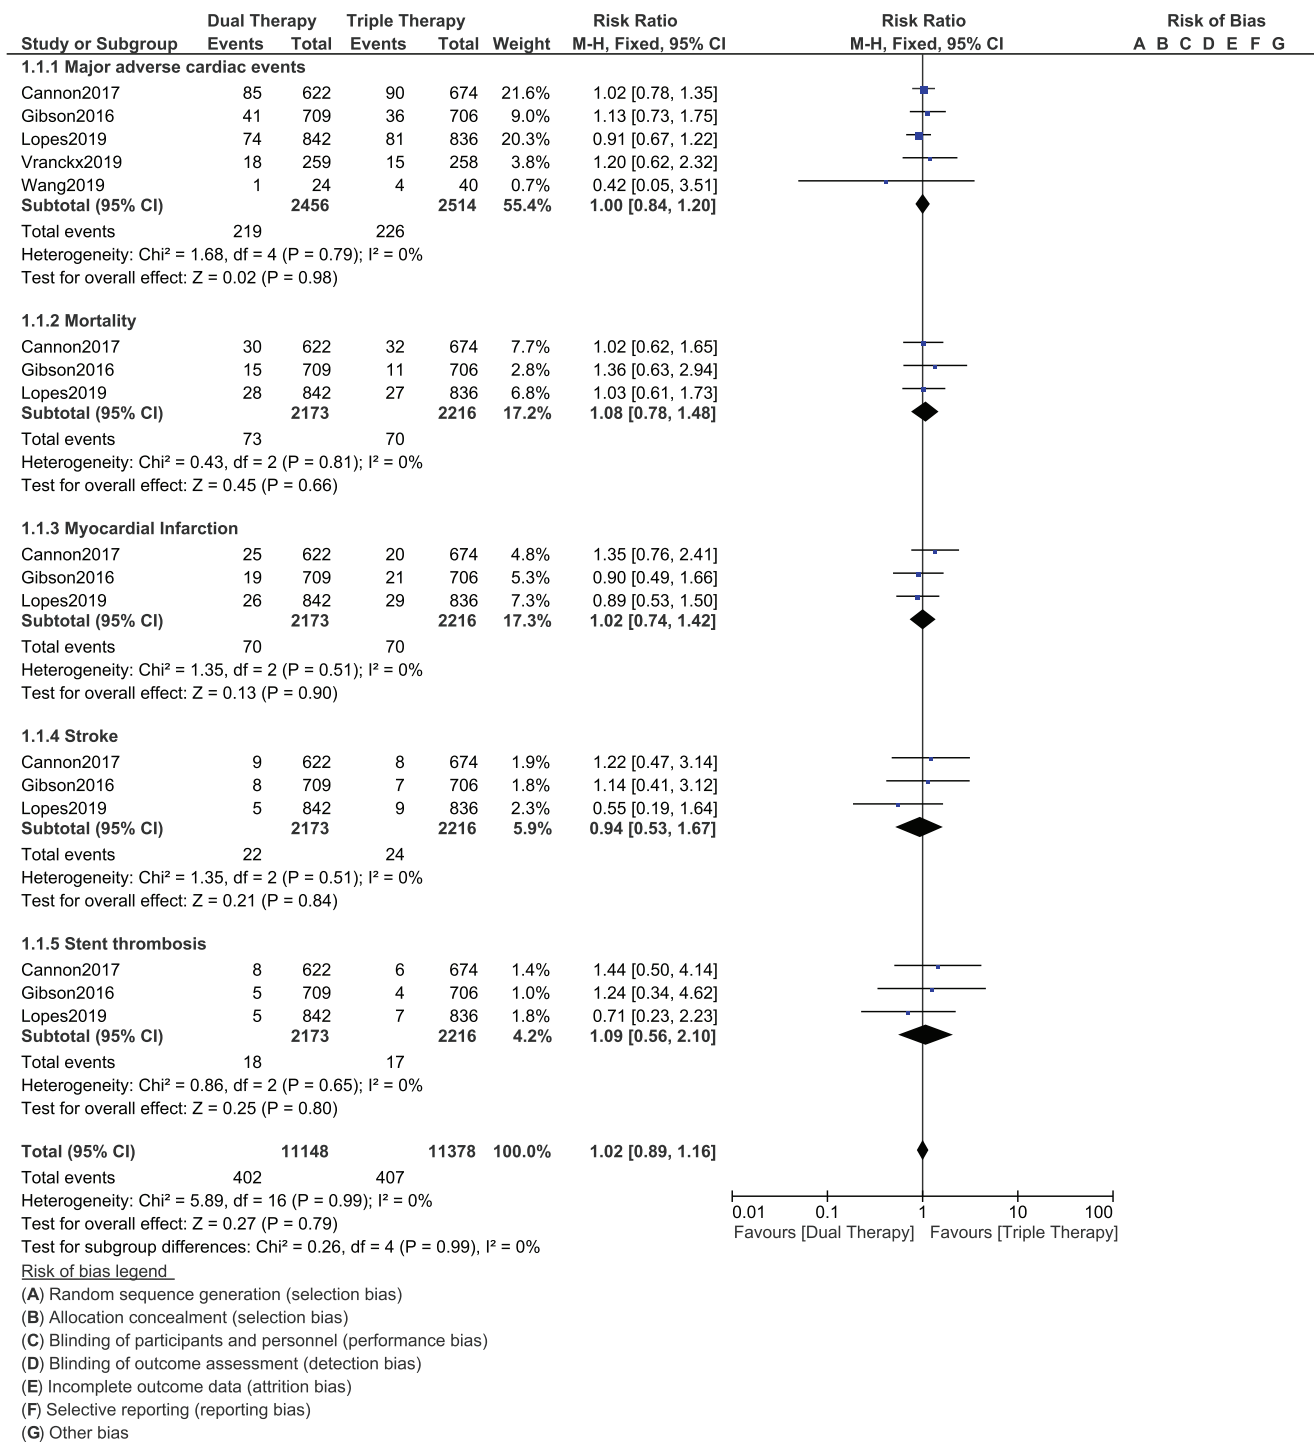 Dual Therapy Triple Therapy Risk Ratio Risk Ratio Risk of Bias
Study or Subgroup Events Total Events Total Weight M-H, Fixed, 95% CI M-H, Fixed, 95% CI A B C D E F G
1.1.1 Major adverse cardiac events
Cannon2017 85 622 90 674 21.6% 1.02 [0.78, 1.35]
Gibson2016 41 709 36 706 9.0% 1.13 [0.73, 1.75]
Lopes2019 74 842 81 836 20.3% 0.91 [0.67, 1.22]
Vranckx2019 18 259 15 258 3.8% 1.20 [0.62, 2.32]
Wang2019 1 24 4 40 0.7% 0.42 [0.05, 3.51]
Subtotal (95% CI) 2456 2514 55.4% 1.00 [0.84, 1.20]
Total events 219 226
Heterogeneity: Chi² = 1.68, df = 4 (P = 0.79); I² = 0%
Test for overall effect: Z = 0.02 (P = 0.98)
1.1.2 Mortality
Cannon2017 30 622 32 674 7.7% 1.02 [0.62, 1.65]
Gibson2016 15 709 11 706 2.8% 1.36 [0.63, 2.94]
Lopes2019 28 842 27 836 6.8% 1.03 [0.61, 1.73]
Subtotal (95% CI) 2173 2216 17.2% 1.08 [0.78, 1.48]
Total events 73 70
Heterogeneity: Chi² = 0.43, df = 2 (P = 0.81); I² = 0%
Test for overall effect: Z = 0.45 (P = 0.66)
1.1.3 Myocardial Infarction
Cannon2017 25 622 20 674 4.8% 1.35 [0.76, 2.41]
Gibson2016 19 709 21 706 5.3% 0.90 [0.49, 1.66]
Lopes2019 26 842 29 836 7.3% 0.89 [0.53, 1.50]
Subtotal (95% CI) 2173 2216 17.3% 1.02 [0.74, 1.42]
Total events 70 70
Heterogeneity: Chi² = 1.35, df = 2 (P = 0.51); I² = 0%
Test for overall effect: Z = 0.13 (P = 0.90)
1.1.4 Stroke
Cannon2017 9 622 8 674 1.9% 1.22 [0.47, 3.14]
Gibson2016 8 709 7 706 1.8% 1.14 [0.41, 3.12]
Lopes2019 5 842 9 836 2.3% 0.55 [0.19, 1.64]
Subtotal (95% CI) 2173 2216 5.9% 0.94 [0.53, 1.67]
Total events 22 24
Heterogeneity: Chi² = 1.35, df = 2 (P = 0.51); I² = 0%
Test for overall effect: Z = 0.21 (P = 0.84)
1.1.5 Stent thrombosis
Cannon2017 8 622 6 674 1.4% 1.44 [0.50, 4.14]
Gibson2016 5 709 4 706 1.0% 1.24 [0.34, 4.62]
Lopes2019 5 842 7 836 1.8% 0.71 [0.23, 2.23]
Subtotal (95% CI) 2173 2216 4.2% 1.09 [0.56, 2.10]
Total events 18 17
Heterogeneity: Chi² = 0.86, df = 2 (P = 0.65); I² = 0%
Test for overall effect: Z = 0.25 (P = 0.80)
Total (95% CI) 11148 11378 100.0% 1.02 [0.89, 1.16]
Total events 402 407
Heterogeneity: Chi² = 5.89, df = 16 (P = 0.99); I² = 0%
Test for overall effect: Z = 0.27 (P = 0.79)
Test for subgroup differences: Chi² = 0.26, df = 4 (P = 0.99), I² = 0%
0.01 0.1 1 10 100
Favours [Dual Therapy] Favours [Triple Therapy]
Risk of bias legend
(A) Random sequence generation (selection bias)
(B) Allocation concealment (selection bias)
(C) Blinding of participants and personnel (performance bias)
(D) Blinding of outcome assessment (detection bias)
(E) Incomplete outcome data (attrition bias)
(F) Selective reporting (reporting bias)
(G) Other bias